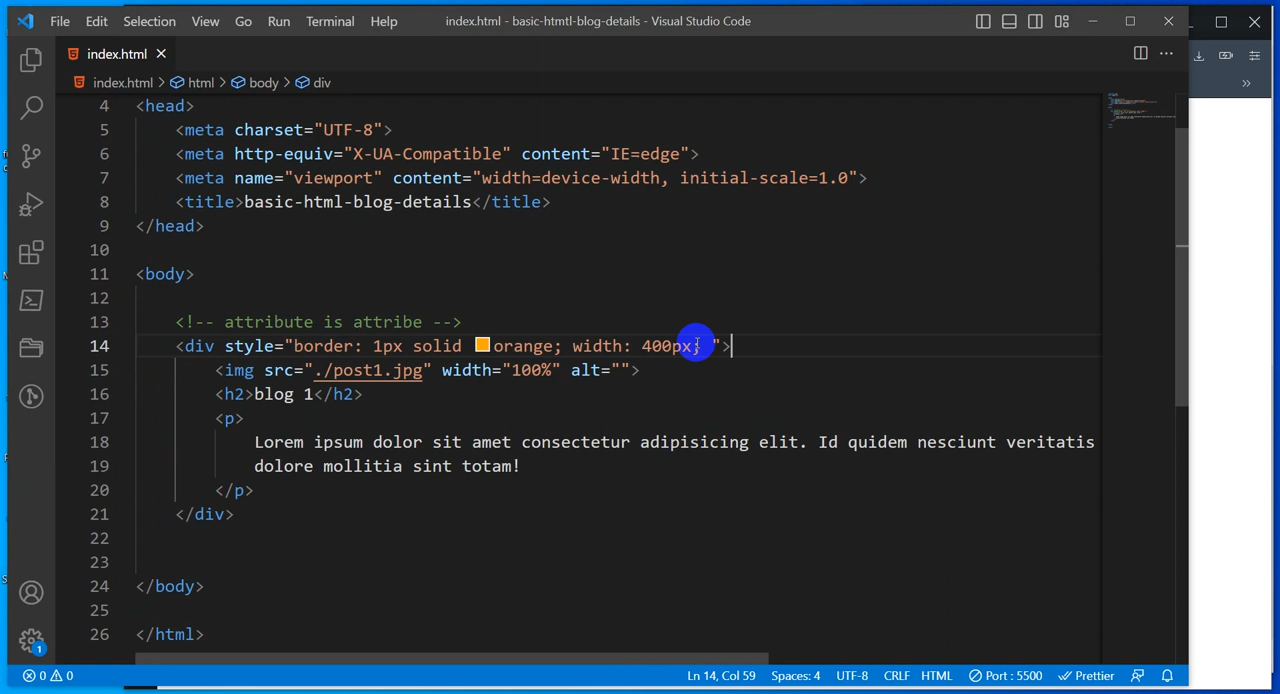 File Edit Selection View Go Run Terminal Help index.html - basic-htmtl-blog-details - Visual Studio Code
index.html
index.html > html > body > div
4 <head>
5 <meta charset="UTF-8">
6 <meta http-equiv="X-UA-Compatible" content="IE=edge">
7 <meta name="viewport" content="width=device-width, initial-scale=1.0">
8 <title>basic-html-blog-details</title>
9 </head>
10
11 <body>
12
13 <!-- attribute is attribe -->
14 <div style="border: 1px solid orange; width: 400px; ">
15 <img src="./post1.jpg" width="100%" alt="">
16 <h2>blog 1</h2>
17 <p>
18 Lorem ipsum dolor sit amet consectetur adipisicing elit. Id quidem nesciunt veritatis
19 dolore mollitia sint totam!
20 </p>
21 </div>
22
23
24 </body>
25
26 </html>
1
0 0 Ln 14, Col 59 Spaces: 4 UTF-8 CRLF HTML Port : 5500 Prettier